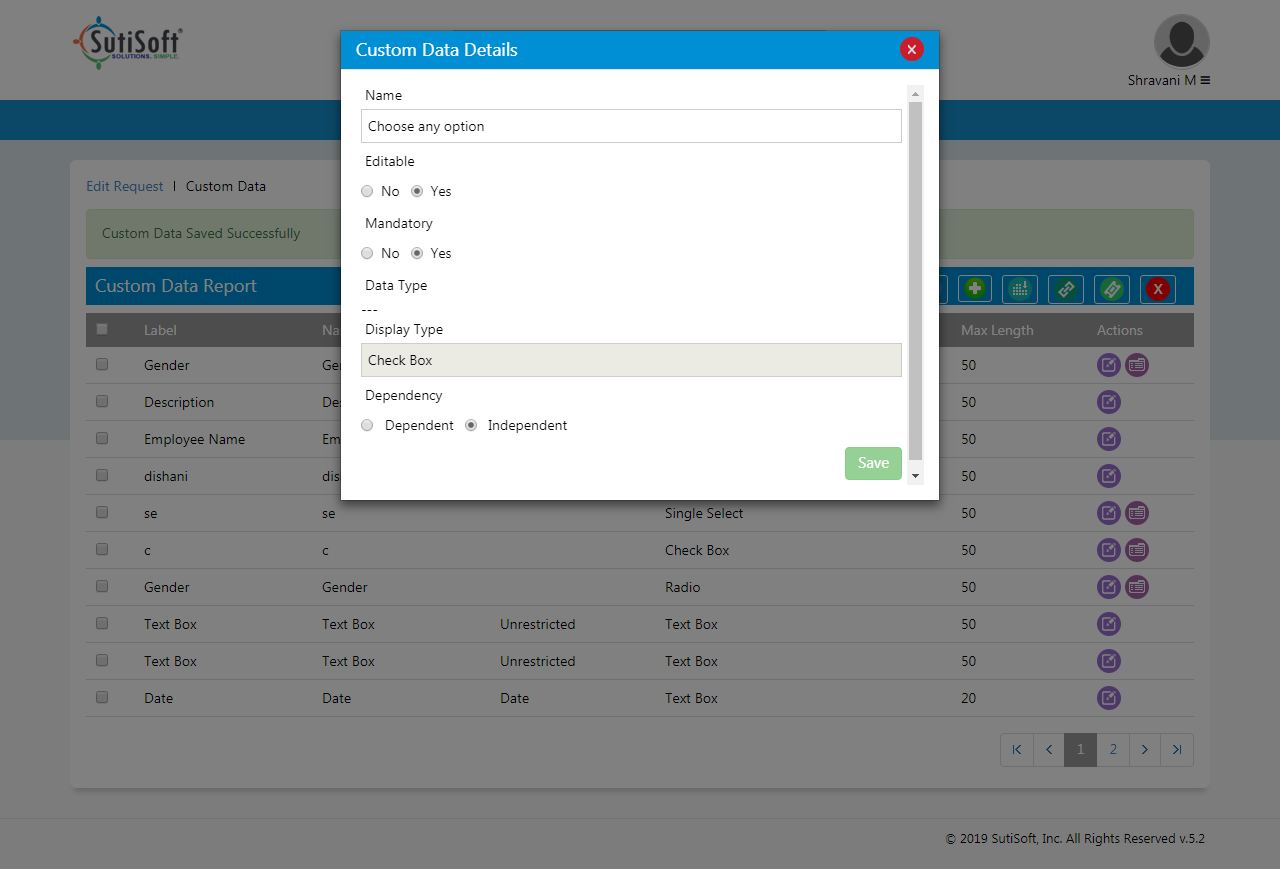 SutiSoft
SOLUTIONS. SIMPLE.
Shravani M
Custom Data Details
X
Name
Choose any option
Editable
No Yes
Mandatory
No Yes
Data Type
---
Display Type
Check Box
Dependency
Dependent Independent
Save
Edit Request | Custom Data
Custom Data Saved Successfully
Custom Data Report X
Label Max Length Actions
Gender 50
Description 50
Employee Name 50
dishani 50
se se Single Select 50
c c Check Box 50
Gender Gender Radio 50
Text Box Text Box Unrestricted Text Box 50
Text Box Text Box Unrestricted Text Box 50
Date Date Date Text Box 20
1 2
© 2019 SutiSoft, Inc. All Rights Reserved v.5.2